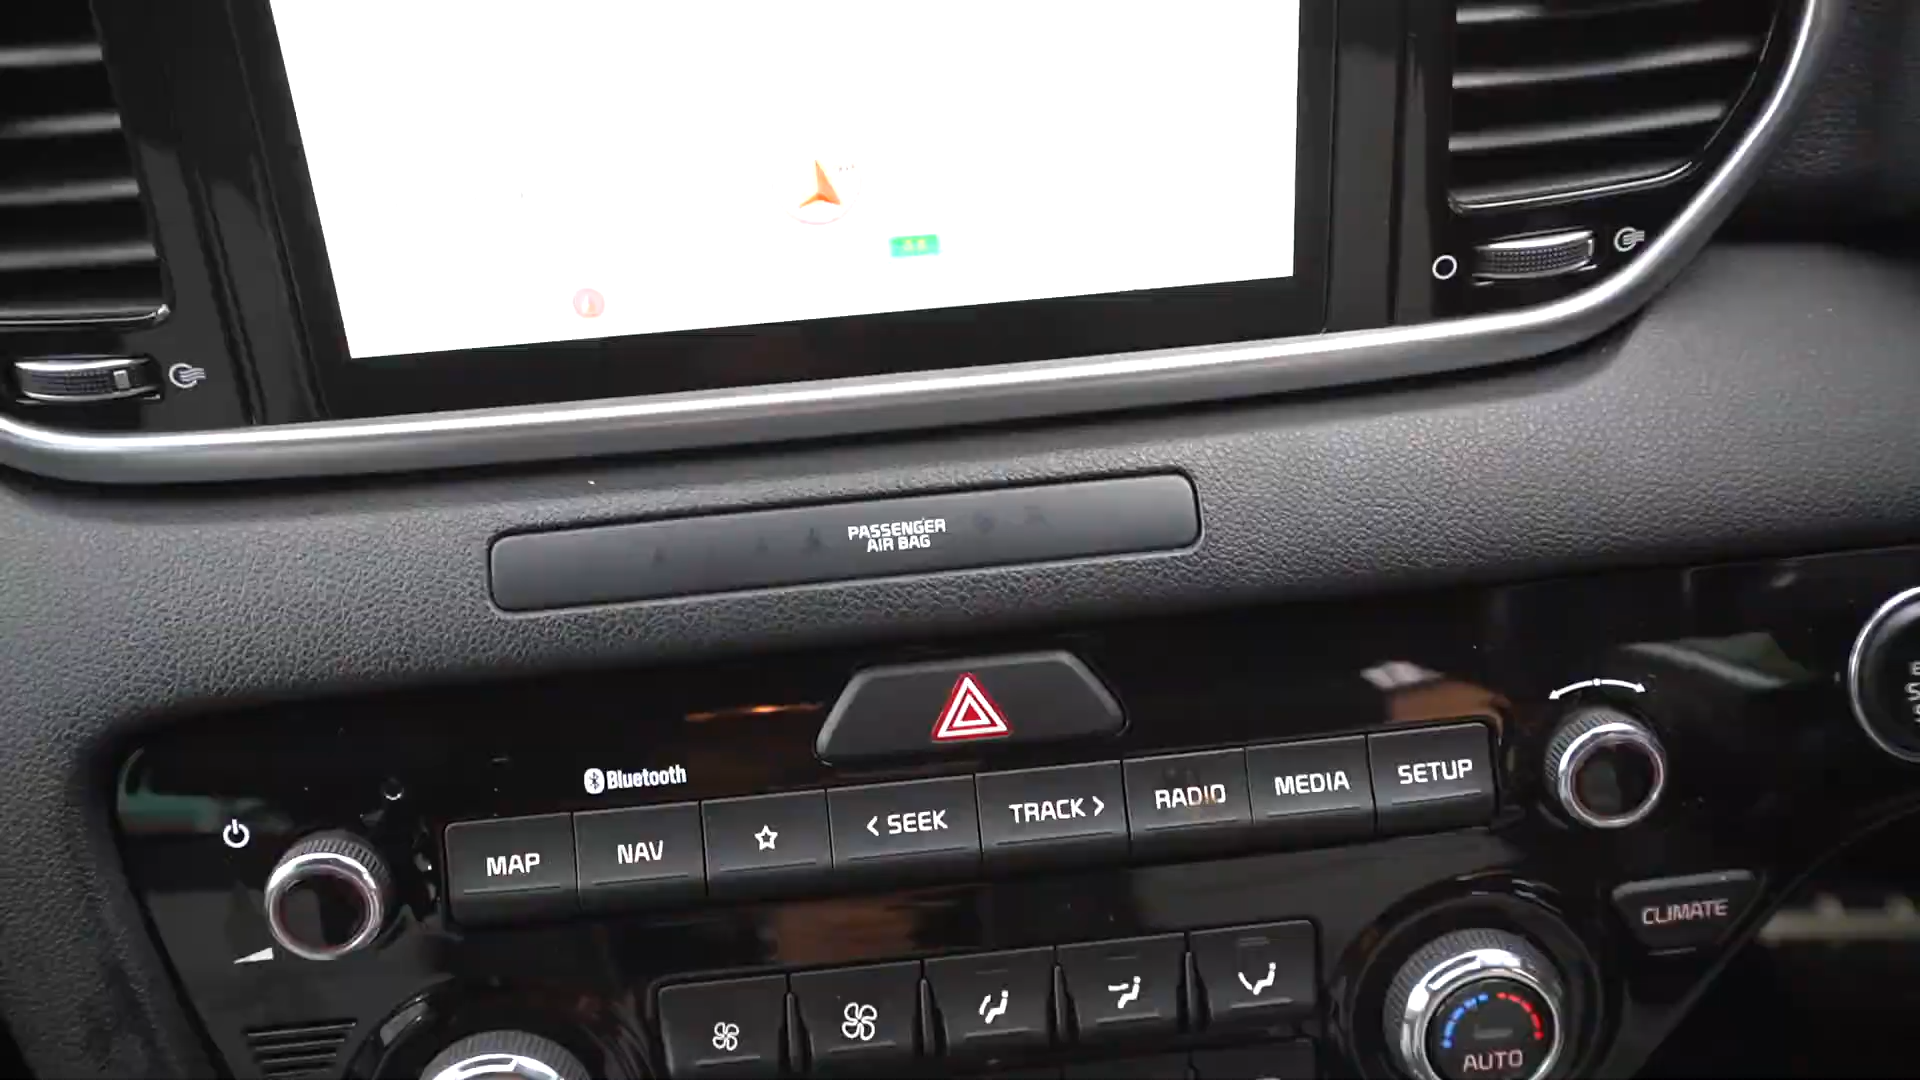 PASSENGER
AIR BAG
Bluetooth
MAP
NAV
< SEEK
TRACK >
RADIO
MEDIA
SETUP
CLIMATE
AUTO